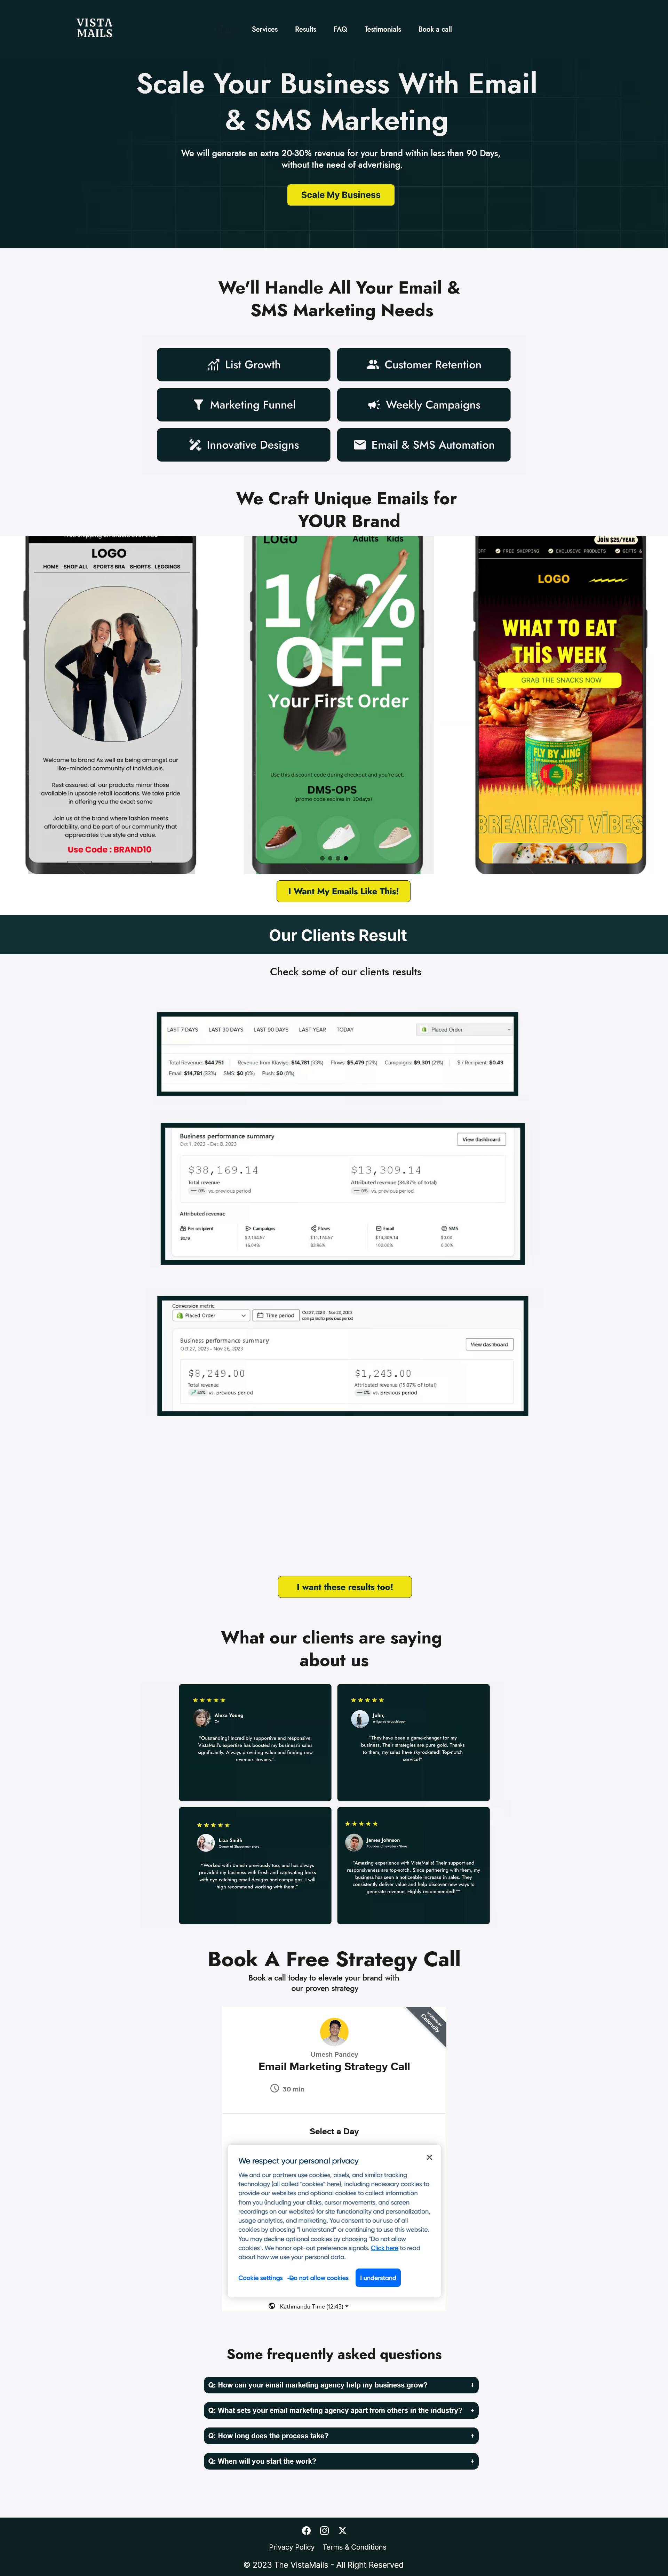 VISTA
MAILS
Services Results FAQ Testimonials Book a call
Scale Your Business With Email
& SMS Marketing
We will generate an extra 20-30% revenue for your brand within less than 90 Days,
without the need of advertising.
Scale My Business
We'll Handle All Your Email &
SMS Marketing Needs
List Growth
Customer Retention
Marketing Funnel
Weekly Campaigns
Innovative Designs
Email & SMS Automation
We Craft Unique Emails for
YOUR Brand
LOGO
HOME SHOP ALL SPORTS BRA SHORTS LEGGINGS
Welcome to brand As well as being amongst our
like-minded community of individuals.
Rest assured, all our products mirror those
available in upscale retail locations. We take pride
in offering you the exact same
Join us at the brand where fashion meets
affordability, and be part of our community that
appreciates true style and value.
Use Code : BRAND10
LOGO Adults Kids
10%
OFF
Your First Order
Use this discount code during checkout and you're set.
DMS-OPS
(promo code expires in 10days)
JOIN $25/YEAR
FREE SHIPPING EXCLUSIVE PRODUCTS GIFTS &
LOGO
WHAT TO EAT
THIS WEEK
GRAB THE SNACKS NOW
FLY BY JING
BREAKFAST VIBES
I Want My Emails Like This!
Our Clients Result
Check some of our clients results
LAST 7 DAYS LAST 30 DAYS LAST 90 DAYS LAST YEAR TODAY Placed Order
Total Revenue: $44,751 Revenue from Klaviyo: $14,781 (33%) Flows: $5,479 (12%) Campaigns: $9,301 (21%) $ / Recipient: $0.43
Email: $14,781 (33%) SMS: $0 (0%) Push: $0 (0%)
Business performance summary
Oct 1, 2023 - Dec 8, 2023
View dashboard
$38,169.14 $13,309.14
Total revenue Attributed revenue (34.87% of total)
0% vs. previous period 0% vs. previous period
Attributed revenue
Per recipient Campaigns Flows Email SMS
$0.19 $2,134.57 $11,174.57 $13,309.14 $0.00
16.04% 83.96% 100.00% 0.00%
Conversion metric
Placed Order Time period Oct 27, 2023 - Nov 26, 2023
compared to previous period
Business performance summary
Oct 27, 2023 - Nov 26, 2023
View dashboard
$8,249.00 $1,243.00
Total revenue Attributed revenue (15.07% of total)
48% vs. previous period 0% vs. previous period
I want these results too!
What our clients are saying
about us
Alexa Young
CA
"Outstanding! Incredibly supportive and responsive.
VistaMail's expertise has boosted my business's sales
significantly. Always providing value and finding new
revenue streams."
John,
"They have been a game-changer for my
business. Their strategies are pure gold. Thanks
to them, my sales have skyrocketed! Top-notch
service!"
Lisa Smith
Owner of Shapewear store
"Worked with Umesh previously too, and has always
provided my business with fresh and captivating looks
with eye catching email designs and campaigns. I will
high recommend working with them."
James Johnson
Founder of Jewellery Store
"Amazing experience with VistaMails! Their support and
responsiveness are top-notch. Since partnering with them, my
business has seen a noticeable increase in sales. They
consistently deliver value and help discover new ways to
generate revenue. Highly recommended!""
Book A Free Strategy Call
Book a call today to elevate your brand with
our proven strategy
POWERED BY
Calendly
Umesh Pandey
Email Marketing Strategy Call
30 min
Select a Day
We respect your personal privacy
We and our partners use cookies, pixels, and similar tracking
technology (all called "cookies" here), including necessary cookies to
provide our websites and optional cookies to collect information
from you (including your clicks, cursor movements, and screen
recordings on our websites) for site functionality and personalization,
usage analytics, and marketing. You consent to our use of all
cookies by choosing "I understand" or continuing to use this website.
You may decline optional cookies by choosing "Do not allow
cookies". We honor opt-out preference signals. Click here to read
about how we use your personal data.
Cookie settings Do not allow cookies I understand
Kathmandu Time (12:43)
Some frequently asked questions
Q: How can your email marketing agency help my business grow? +
Q: What sets your email marketing agency apart from others in the industry? +
Q: How long does the process take? +
Q: When will you start the work? +
Privacy Policy Terms & Conditions
© 2023 The VistaMails - All Right Reserved